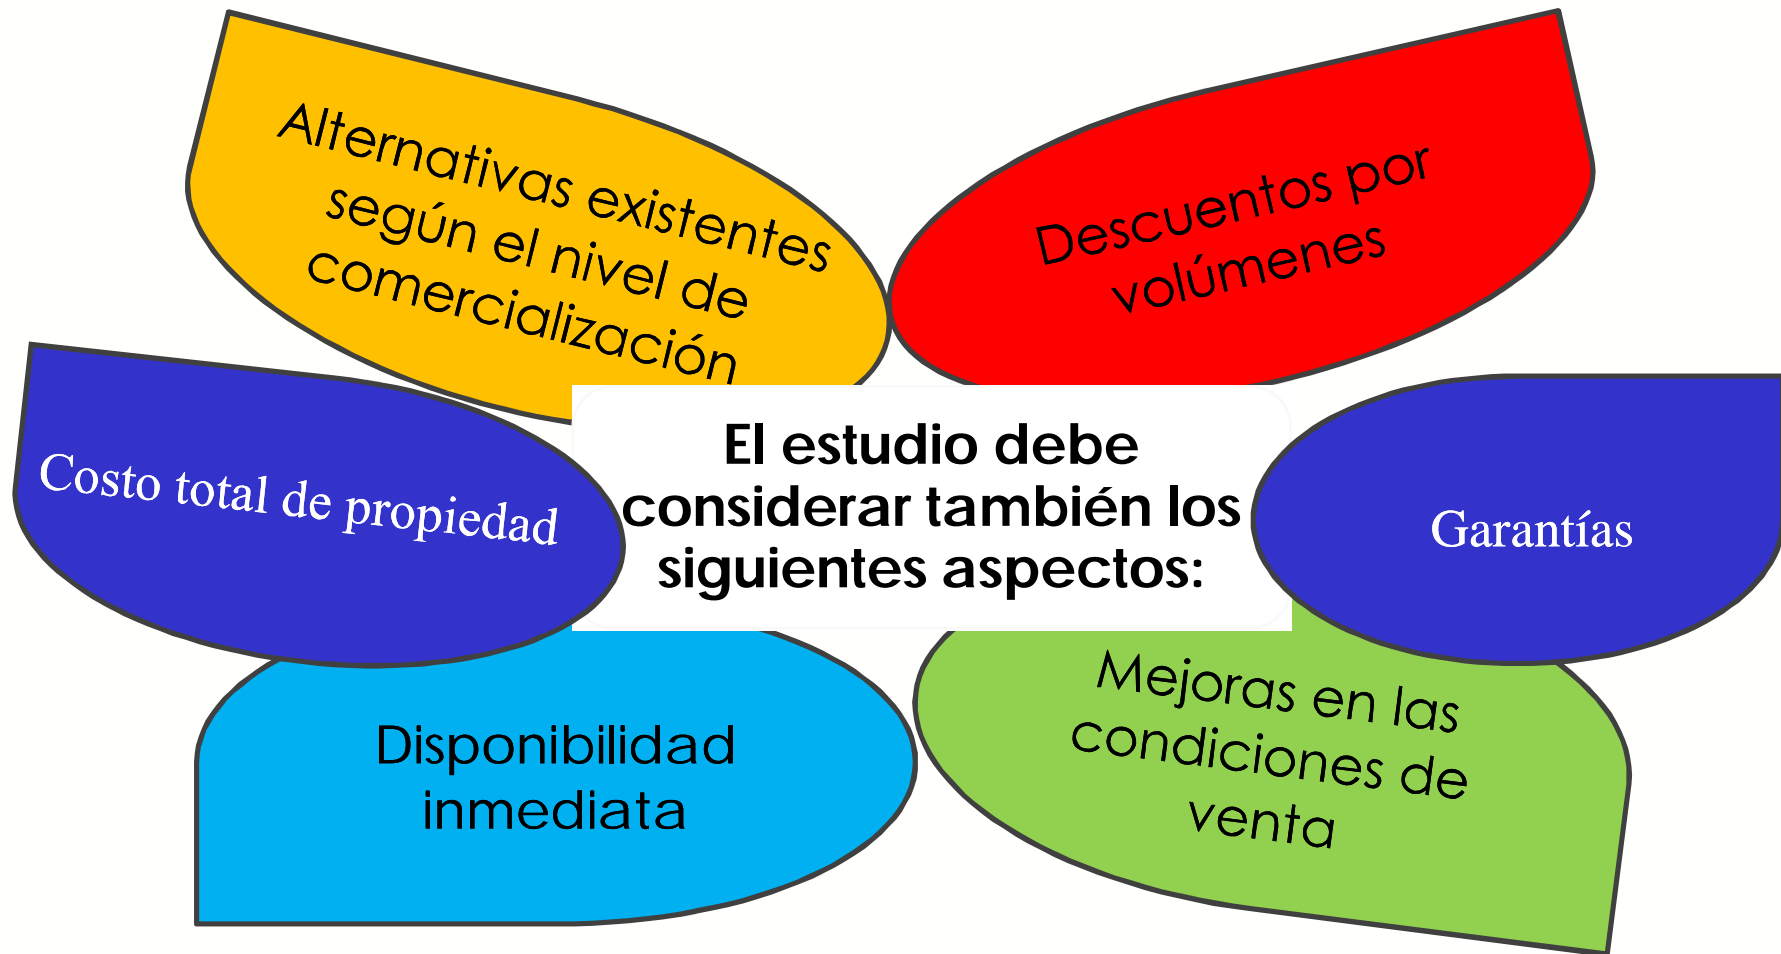 Alternativas existentes
según el nivel de
comercialización
Descuentos por
volúmenes
Costo total de propiedad
El estudio debe
considerar también los
siguientes aspectos:
Garantías
Disponibilidad
inmediata
Mejoras en las
condiciones de
venta